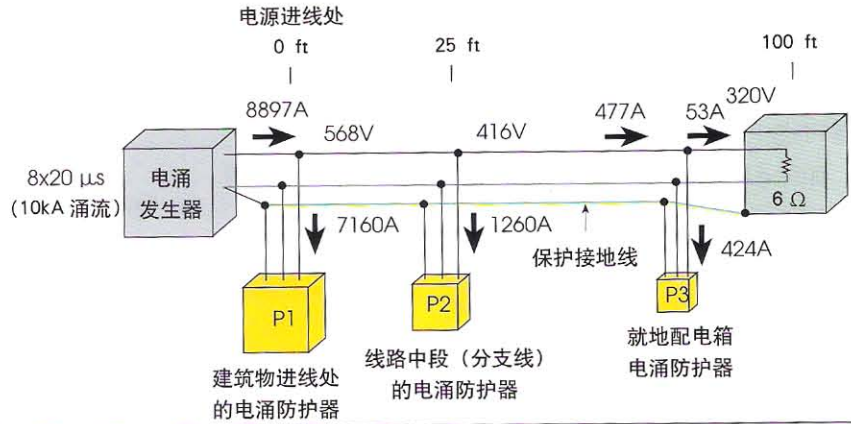 电源进线处
0 ft
25 ft
100 ft
8897A
568V
416V
477A
53A
320V
8x20 μs
(10kA 涌流)
电涌
发生器
6 Ω
7160A
1260A
保护接地线
424A
P1
P2
P3
建筑物进线处
的电涌防护器
线路中段（分支线）
的电涌防护器
就地配电箱
电涌防护器